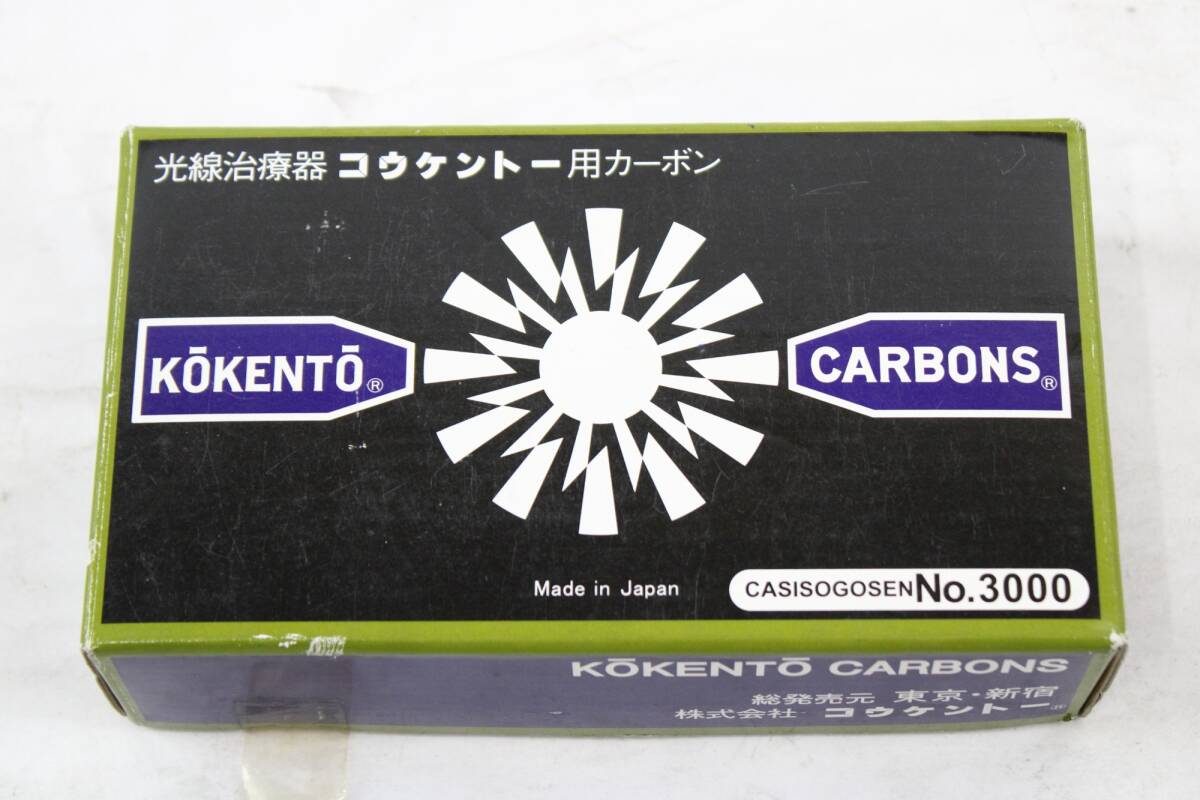 光線治療器 コウケントー用カーボン
KŌKENTŌ®
CARBONS®
Made in Japan
CASISOGOSEN No.3000
KŌKENTŌ CARBONS
総発売元 東京・新宿
株式会社 コウケントー